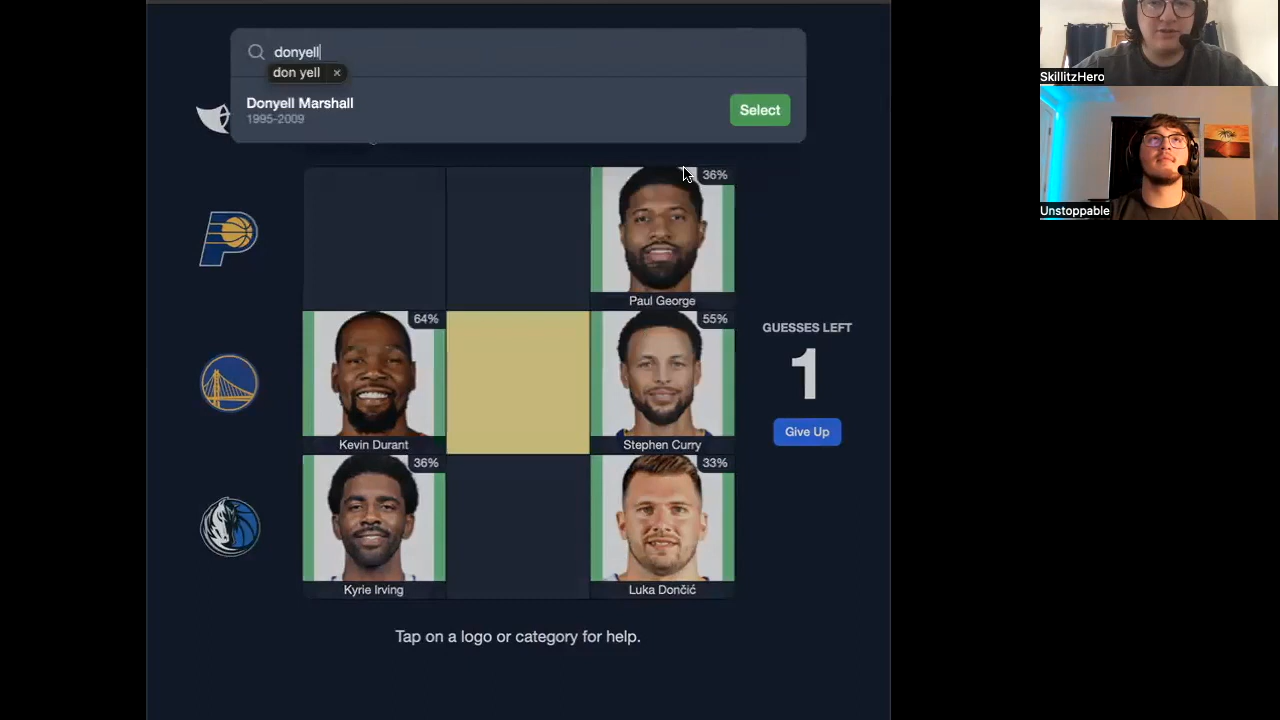 donyell
don yell ×
Donyell Marshall
1995-2009
Select
SkillitzHero
Unstoppable
36%
Paul George
64%
55%
Kevin Durant
Stephen Curry
GUESSES LEFT
1
Give Up
36%
33%
Kyrie Irving
Luka Dončić
Tap on a logo or category for help.